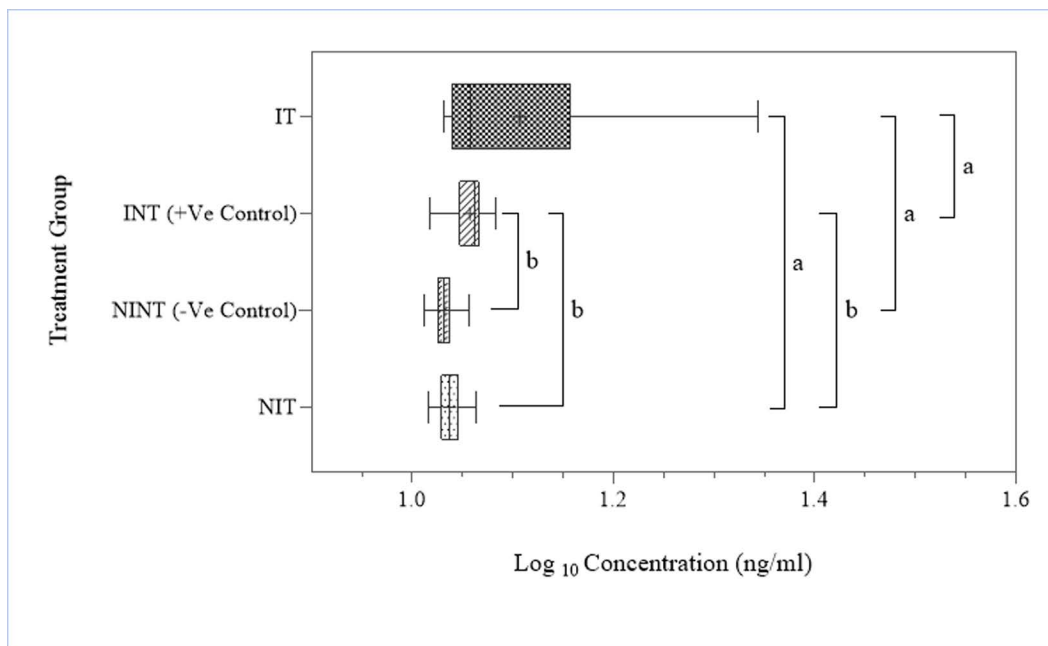 Treatment Group
IT
INT (+Ve Control)
NINT (-Ve Control)
NIT
a
a
b
a
b
b
1.0 1.2 1.4 1.6
Log 10 Concentration (ng/ml)